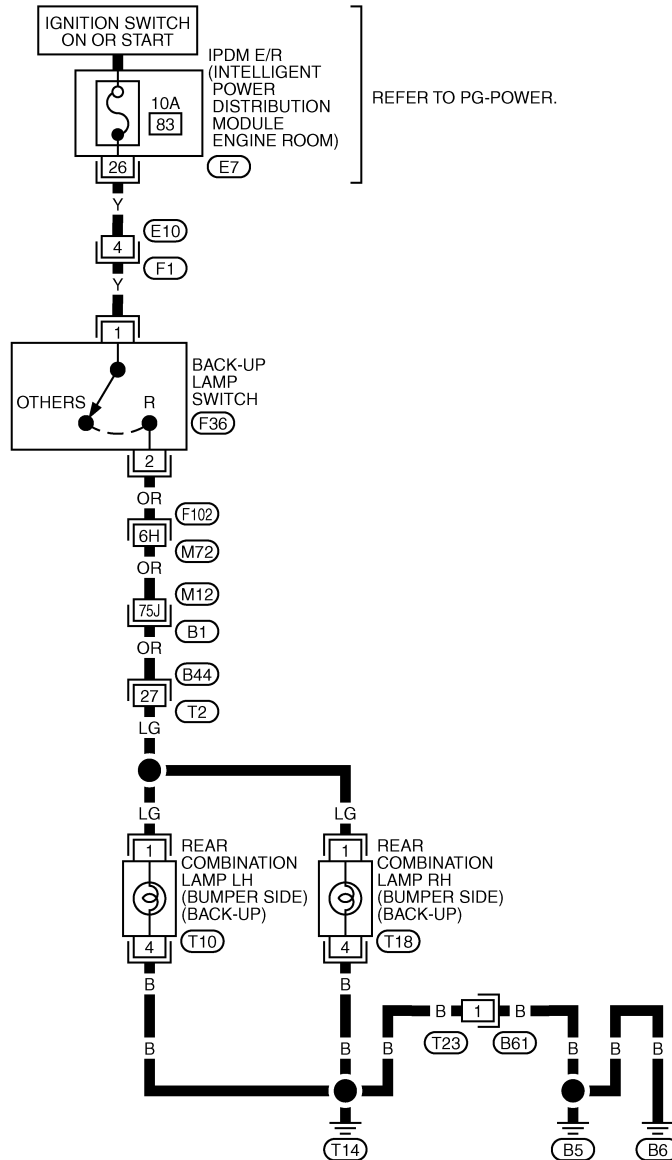 IGNITION SWITCH
ON OR START
IPDM E/R
(INTELLIGENT
POWER
DISTRIBUTION
MODULE
ENGINE ROOM)
REFER TO PG-POWER.
10A
83
26
E7
Y
E10
4
F1
Y
1
BACK-UP
LAMP
SWITCH
OTHERS
R
F36
2
OR
F102
6H
M72
OR
M12
75J
B1
OR
B44
27
T2
LG
LG
LG
1
REAR
COMBINATION
LAMP LH
(BUMPER SIDE)
(BACK-UP)
1
REAR
COMBINATION
LAMP RH
(BUMPER SIDE)
(BACK-UP)
4
T10
4
T18
B
B
B
1
B
T23
B61
B
B
B
B
B
B
T14
B5
B6